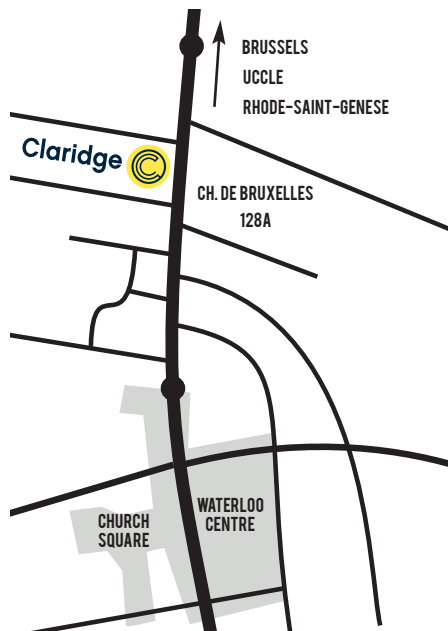 BRUSSELS
UCCLE
RHODE-SAINT-GENESE
Claridge
CH. DE BRUXELLES
128A
WATERLOO
CENTRE
CHURCH
SQUARE